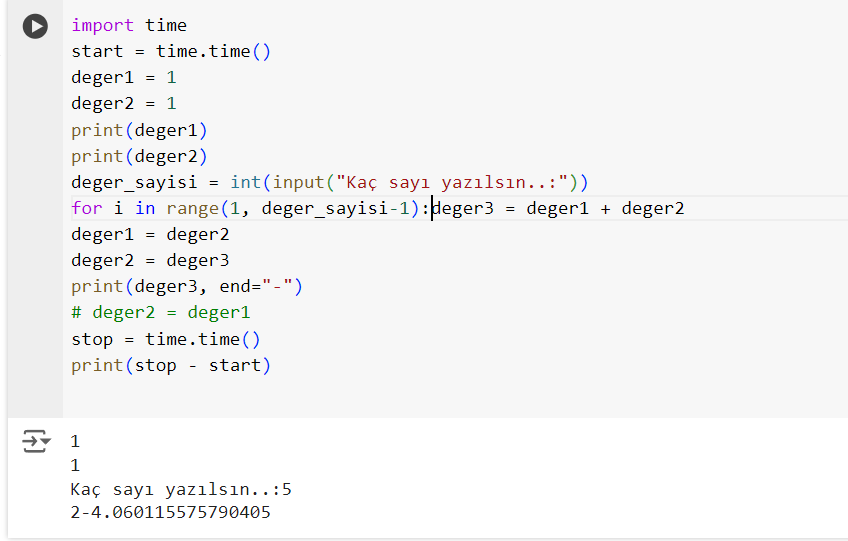 import time
start = time.time()
deger1 = 1
deger2 = 1
print(deger1)
print(deger2)
deger_sayisi = int(input("Kaç sayı yazılsın..:"))
for i in range(1, deger_sayisi-1):deger3 = deger1 + deger2
deger1 = deger2
deger2 = deger3
print(deger3, end="-")
# deger2 = deger1
stop = time.time()
print(stop - start)
1
1
Kaç sayı yazılsın..:5
2-4.060115575790405